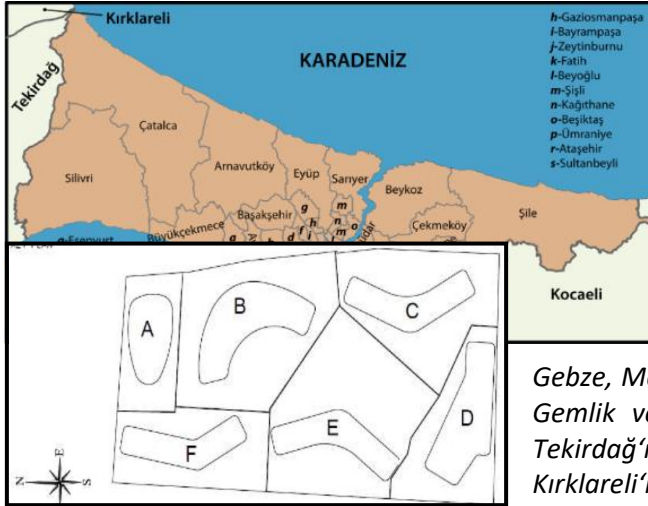 Kırklareli
Tekirdağ
KARADENİZ
h-Gaziosmanpaşa
i-Bayrampaşa
j-Zeytinburnu
k-Fatih
l-Beyoğlu
m-Şişli
n-Kağıthane
o-Beşiktaş
p-Ümraniye
r-Ataşehir
s-Sultanbeyli
Çatalca
Silivri
Arnavutköy
Eyüp
Sarıyer
Beykoz
Şile
Başakşehir
Büyükçekmece
Çekmeköy
g
h
m
n
o
m
f
i
d
Kocaeli
A
B
C
D
E
F
N
E
S
Gebze,
Gemlik
Tekirdağ'
Kırklareli'